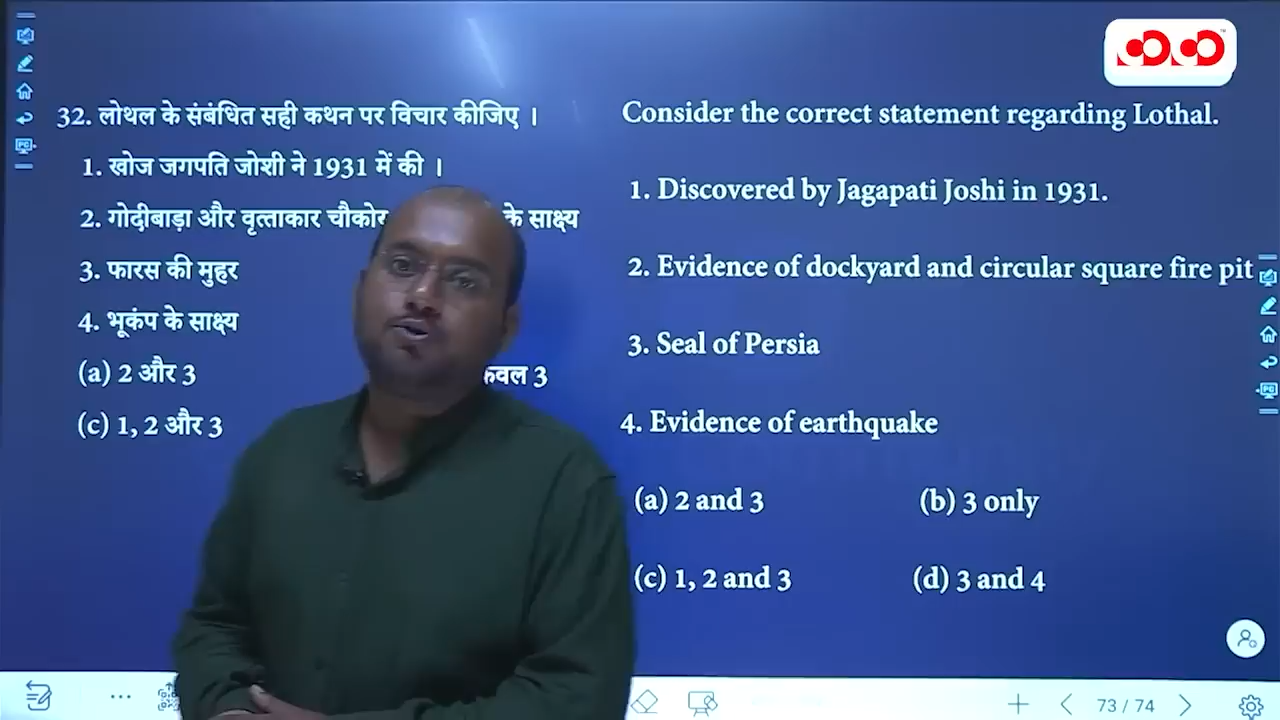 32. लोथल के संबंधित सही कथन पर विचार कीजिए ।
1. खोज जगपति जोशी ने 1931 में की ।
2. गोदीबाड़ा और वृत्ताकार चौकोर के साक्ष्य
3. फारस की मुहर
4. भूकंप के साक्ष्य
(a) 2 और 3
केवल 3
(c) 1, 2 और 3
Consider the correct statement regarding Lothal.
1. Discovered by Jagapati Joshi in 1931.
2. Evidence of dockyard and circular square fire pit
3. Seal of Persia
4. Evidence of earthquake
(a) 2 and 3
(b) 3 only
(c) 1, 2 and 3
(d) 3 and 4
73 / 74